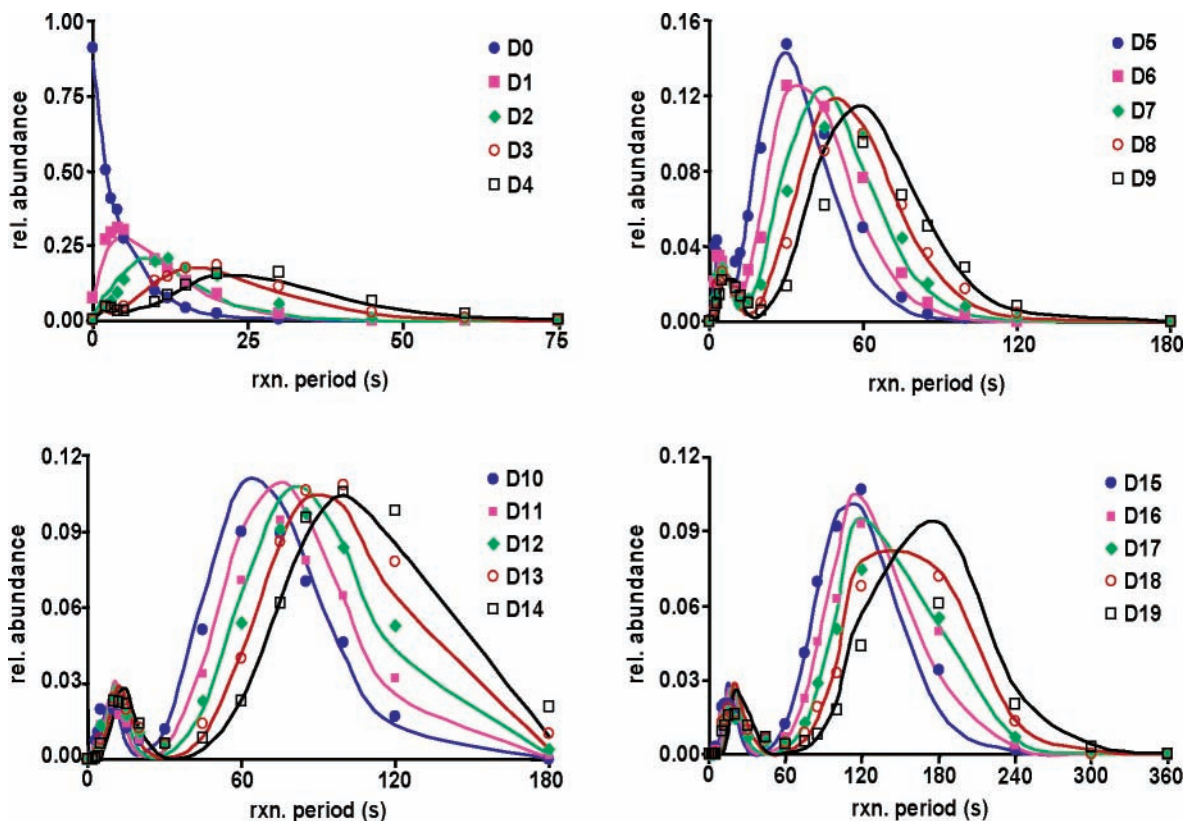 rel. abundance
1.00
0.75
0.50
0.25
0.00
0
25
50
75
rxn. period (s)
D0
D1
D2
D3
D4
rel. abundance
0.16
0.12
0.08
0.04
0.00
0
60
120
180
rxn. period (s)
D5
D6
D7
D8
D9
rel. abundance
0.12
0.09
0.06
0.03
0.00
0
60
120
180
rxn. period (s)
D10
D11
D12
D13
D14
rel. abundance
0.12
0.09
0.06
0.03
0.00
0
60
120
180
240
300
360
rxn. period (s)
D15
D16
D17
D18
D19